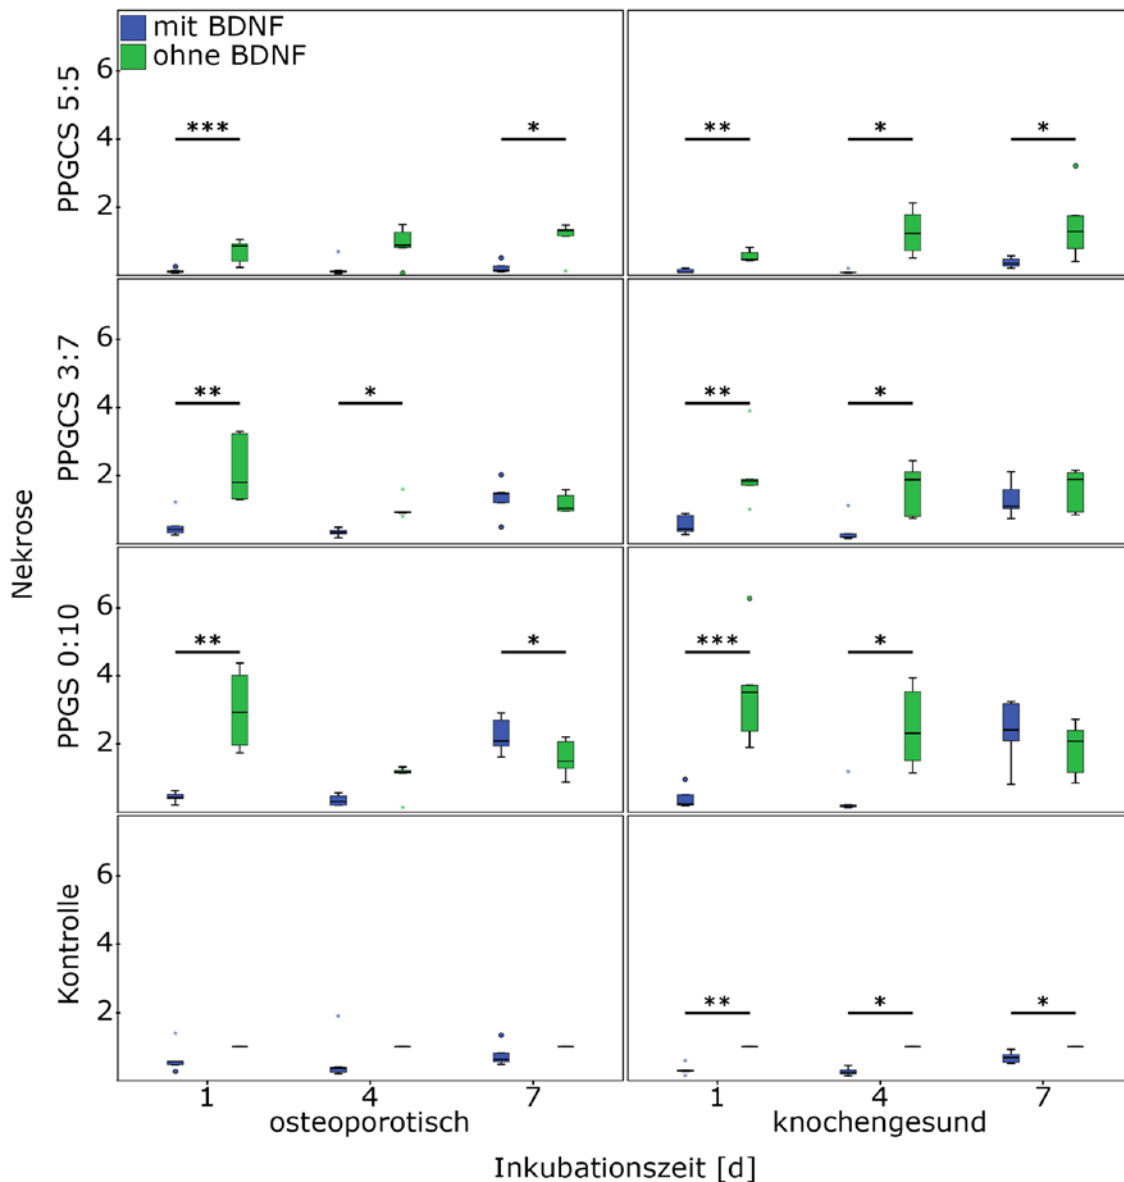 mit BDNF
ohne BDNF
Nekrose
PPGCS 5:5
6
4
2
*** * ** * *
PPGCS 3:7
6
4
2
** * ** *
PPGS 0:10
6
4
2
** * *** *
Kontrolle
6
4
2
** * *
1 4 7 1 4 7
osteoporotisch knochengesund
Inkubationszeit [d]